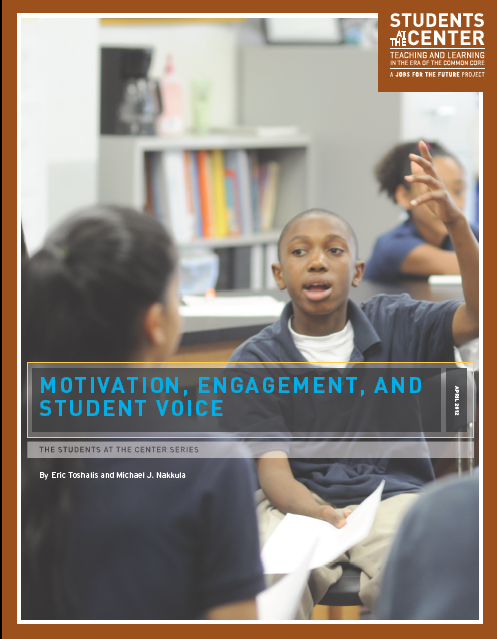 STUDENTS
AT THE CENTER
TEACHING AND LEARNING
IN THE ERA OF THE COMMON CORE
A JOBS FOR THE FUTURE PROJECT
MOTIVATION, ENGAGEMENT, AND
STUDENT VOICE
APRIL 2012
THE STUDENTS AT THE CENTER SERIES
By Eric Toshalis and Michael J. Nakkula